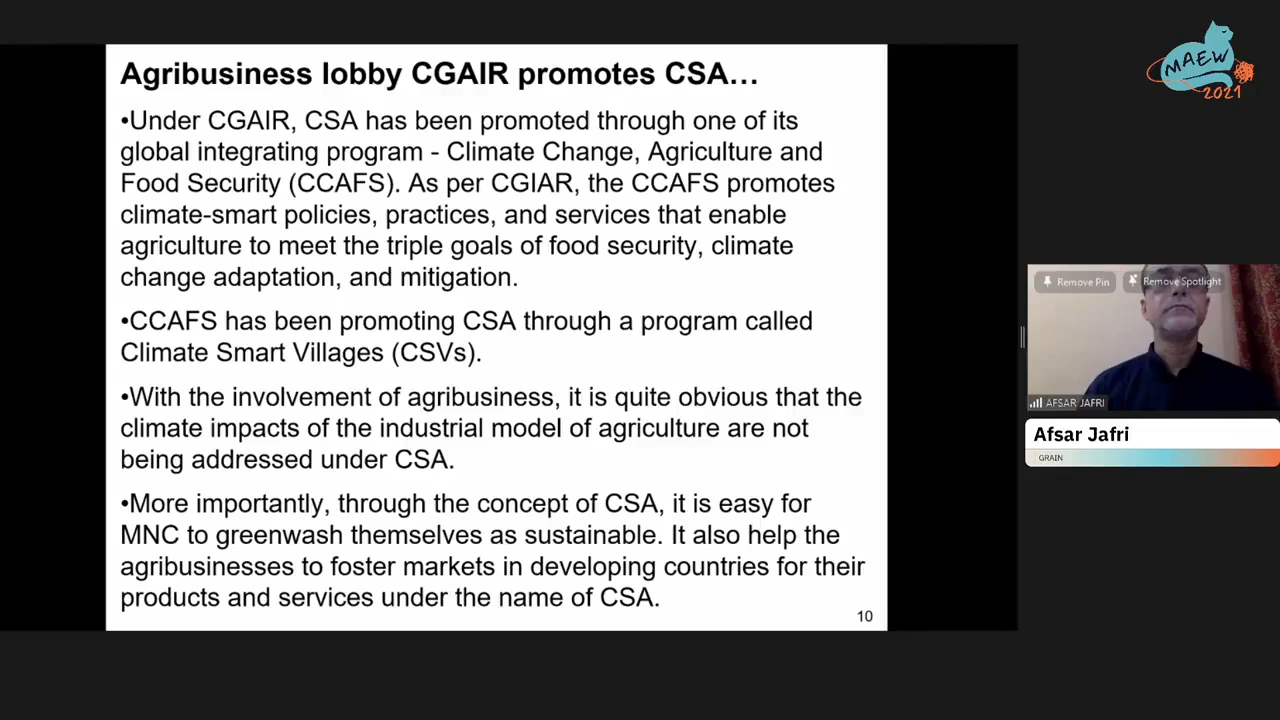 Agribusiness lobby CGAIR promotes CSA…
•Under CGAIR, CSA has been promoted through one of its
global integrating program - Climate Change, Agriculture and
Food Security (CCAFS). As per CGIAR, the CCAFS promotes
climate-smart policies, practices, and services that enable
agriculture to meet the triple goals of food security, climate
change adaptation, and mitigation.
•CCAFS has been promoting CSA through a program called
Climate Smart Villages (CSVs).
•With the involvement of agribusiness, it is quite obvious that the
climate impacts of the industrial model of agriculture are not
being addressed under CSA.
•More importantly, through the concept of CSA, it is easy for
MNC to greenwash themselves as sustainable. It also help the
agribusinesses to foster markets in developing countries for their
products and services under the name of CSA.
10
MAEW
2021
Remove Pin
Remove Spotlight
AFSAR JAFRI
Afsar Jafri
GRAIN